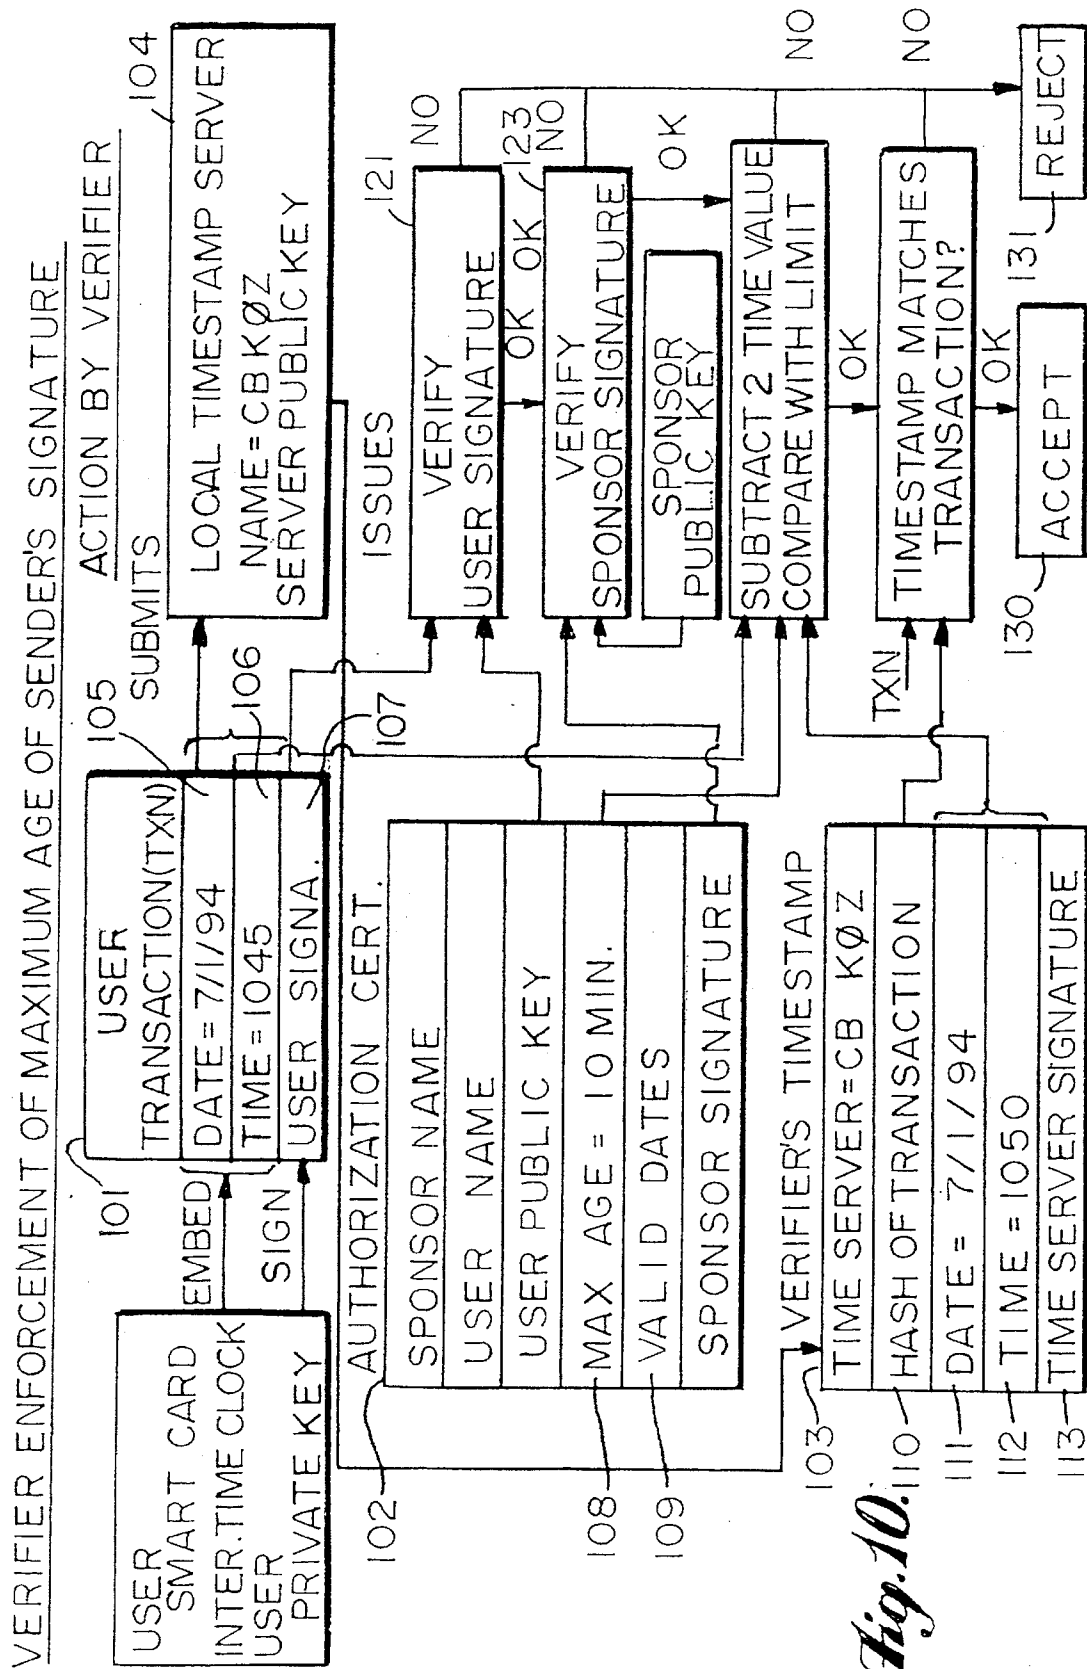 VERIFIER ENFORCEMENT OF MAXIMUM AGE OF SENDER'S SIGNATURE
ACTION BY VERIFIER
USER
SMART CARD
INTER.TIME CLOCK
USER
PRIVATE KEY
EMBED
SIGN
101
USER
TRANSACTION(TXN)
DATE=7/1/94
TIME=1045
USER SIGNA.
105
106
107
SUBMITS
104
LOCAL TIMESTAMP SERVER
NAME=CB KØZ
SERVER PUBLIC KEY
102
AUTHORIZATION CERT.
SPONSOR NAME
USER NAME
USER PUBLIC KEY
MAX AGE = 10 MIN.
VALID DATES
SPONSOR SIGNATURE
108
109
ISSUES
121
VERIFY
USER SIGNATURE
NO
OK
OK
123
NO
VERIFY
SPONSOR SIGNATURE
OK
SPONSOR
PUBLIC KEY
SUBTRACT 2 TIME VALUE
COMPARE WITH LIMIT
NO
OK
TXN
TIMESTAMP MATCHES
TRANSACTION?
NO
OK
130
ACCEPT
131
REJECT
103
VERIFIER'S TIMESTAMP
TIME SERVER=CB KØZ
HASH OF TRANSACTION
DATE = 7/1/94
TIME = 1050
TIME SERVER SIGNATURE
110
111
112
113
Fig.10.